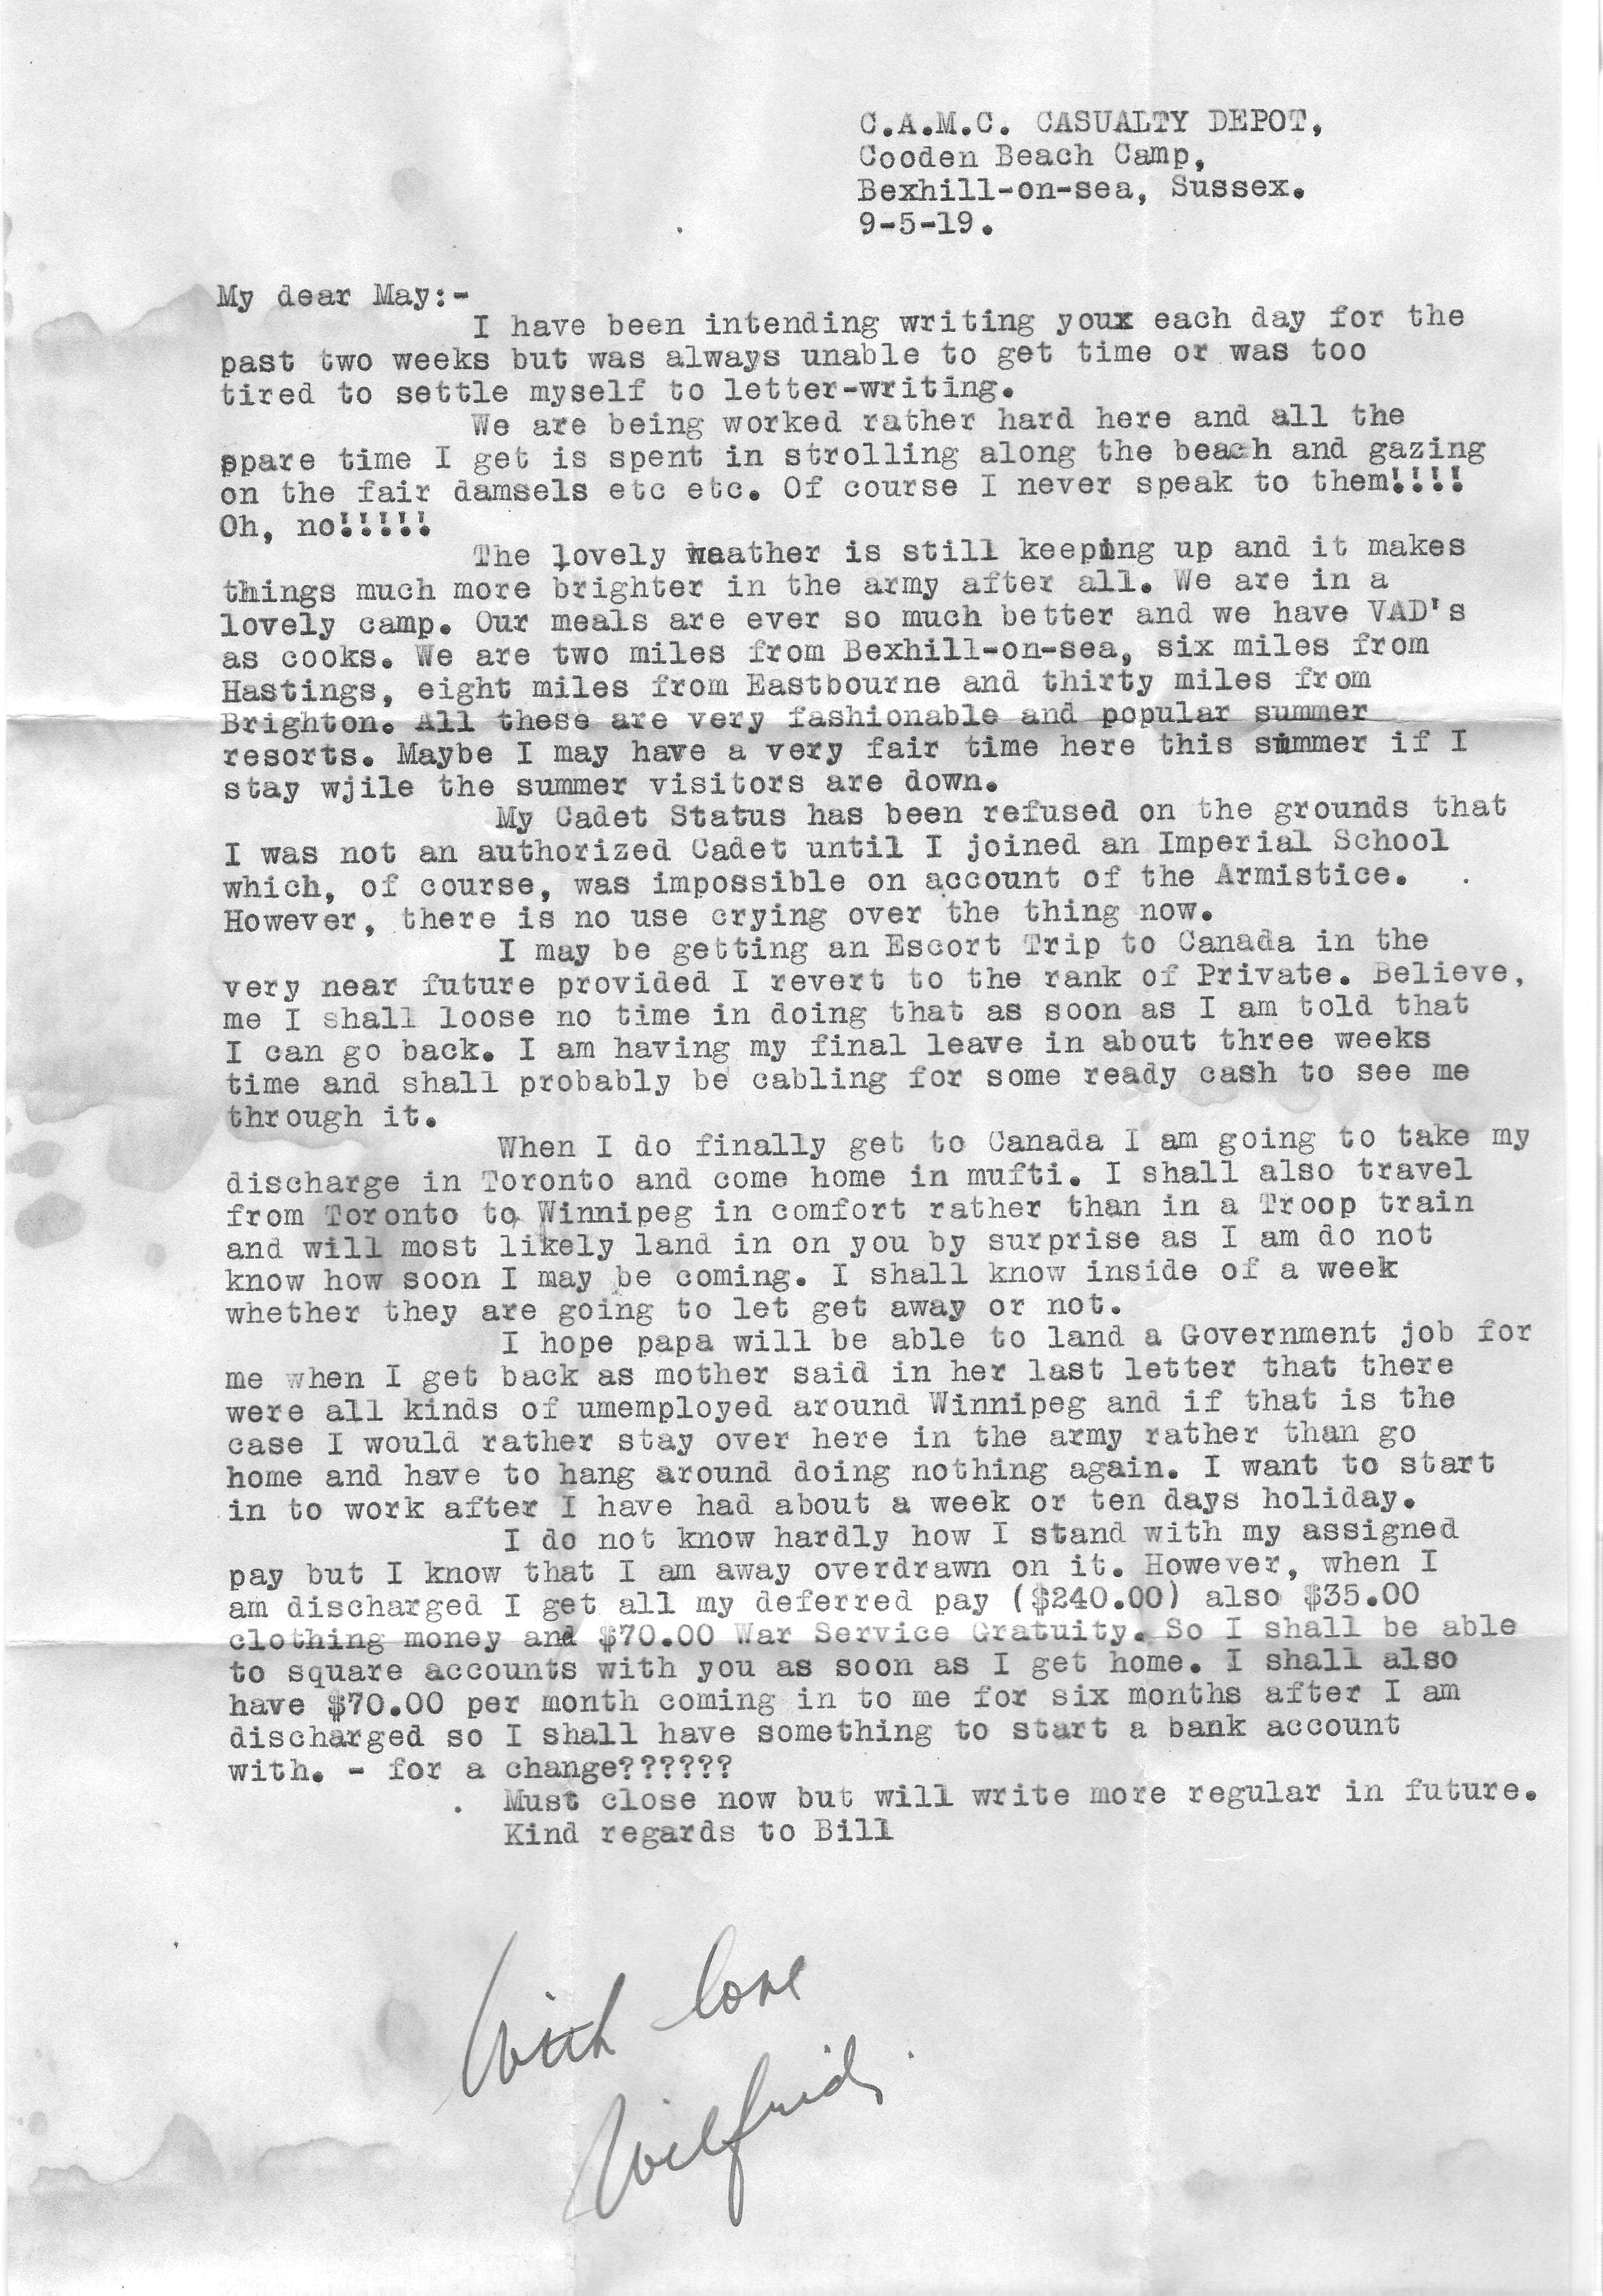 C.A.M.C. CASUALTY DEPOT,
Cooden Beach Camp,
Bexhill-on-sea, Sussex.
9-5-19.
My dear May:-
I have been intending writing youx each day for the
past two weeks but was always unable to get time or was too
tired to settle myself to letter-writing.
We are being worked rather hard here and all the
spare time I get is spent in strolling along the beach and gazing
on the fair damsels etc etc. Of course I never speak to them!!!!
Oh, no!!!!!
The lovely weather is still keeping up and it makes
things much more brighter in the army after all. We are in a
lovely camp. Our meals are ever so much better and we have VAD's
as cooks. We are two miles from Bexhill-on-sea, six miles from
Hastings, eight miles from Eastbourne and thirty miles from
Brighton. All these are very fashionable and popular summer
resorts. Maybe I may have a very fair time here this summer if I
stay wjile the summer visitors are down.
My Cadet Status has been refused on the grounds that
I was not an authorized Cadet until I joined an Imperial School
which, of course, was impossible on account of the Armistice.
However, there is no use crying over the thing now.
I may be getting an Escort Trip to Canada in the
very near future provided I revert to the rank of Private. Believe,
me I shall loose no time in doing that as soon as I am told that
I can go back. I am having my final leave in about three weeks
time and shall probably be cabling for some ready cash to see me
through it.
When I do finally get to Canada I am going to take my
discharge in Toronto and come home in mufti. I shall also travel
from Toronto to Winnipeg in comfort rather than in a Troop train
and will most likely land in on you by surprise as I am do not
know how soon I may be coming. I shall know inside of a week
whether they are going to let get away or not.
I hope papa will be able to land a Government job for
me when I get back as mother said in her last letter that there
were all kinds of umemployed around Winnipeg and if that is the
case I would rather stay over here in the army rather than go
home and have to hang around doing nothing again. I want to start
in to work after I have had about a week or ten days holiday.
I do not know hardly how I stand with my assigned
pay but I know that I am away overdrawn on it. However, when I
am discharged I get all my deferred pay ($240.00) also $35.00
clothing money and $70.00 War Service Gratuity. So I shall be able
to square accounts with you as soon as I get home. I shall also
have $70.00 per month coming in to me for six months after I am
discharged so I shall have something to start a bank account
with. - for a change??????
Must close now but will write more regular in future.
Kind regards to Bill
With love
Wilfrid.